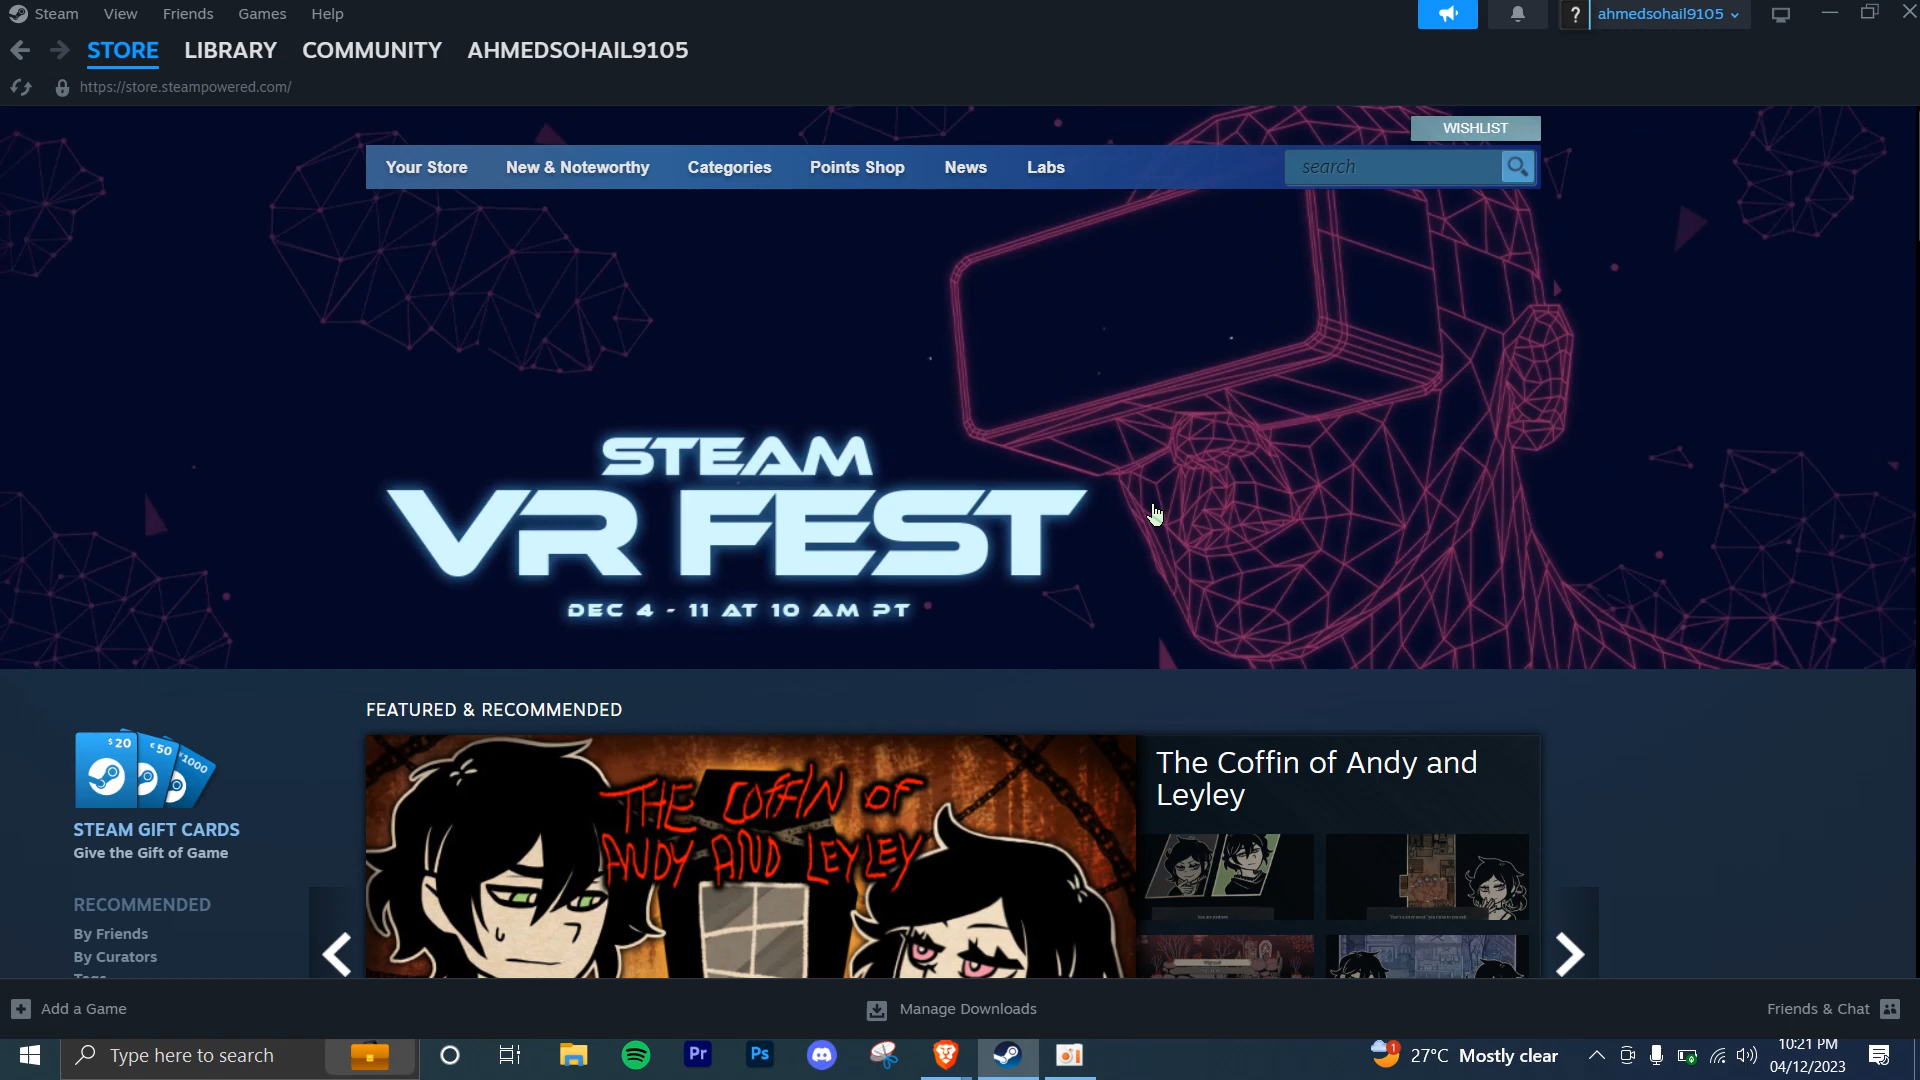 Steam View Friends Games Help
? ahmedsohail9105
STORE LIBRARY COMMUNITY AHMEDSOHAIL9105
https://store.steampowered.com/
WISHLIST
Your Store New & Noteworthy Categories Points Shop News Labs
search
STEAM
VR FEST
DEC 4 - 11 AT 10 AM PT
FEATURED & RECOMMENDED
$20 €50 1000
STEAM GIFT CARDS
Give the Gift of Game
THE COFFIN OF
ANDY AND LEYLEY
The Coffin of Andy and
Leyley
RECOMMENDED
By Friends
By Curators
Tags
Add a Game
Manage Downloads
Friends & Chat
Type here to search
Pr Ps
1
27°C Mostly clear
10:21 PM
04/12/2023